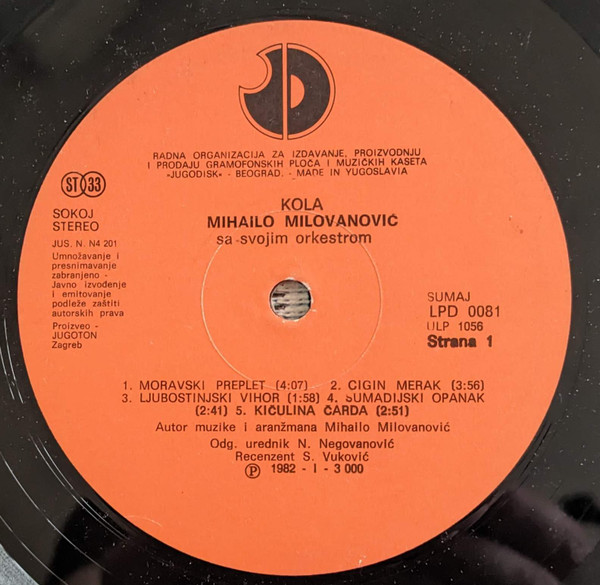 RADNA ORGANIZACIJA ZA IZDAVANJE, PROIZVODNJU
I PRODAJU GRAMOFONSKIH PLOČA I MUZIČKIH KASETA
»JUGODISK« - BEOGRAD. - MADE IN YUGOSLAVIA
ST 33
SOKOJ
STEREO
JUS. N. N4 201
Umnožavanje i
presnimavanje
zabranjeno -
Javno izvođenje
i emitovanje
podleže zaštiti
autorskih prava
Proizveo -
JUGOTON
Zagreb
KOLA
MIHAILO MILOVANOVIĆ
sa svojim orkestrom
SUMAJ
LPD 0081
ULP 1056
Strana 1
1. MORAVSKI PREPLET (4:07) 2. CIGIN MERAK (3:56)
3. LJUBOSTINJSKI VIHOR (1:58) 4. ŠUMADIJSKI OPANAK
(2:41) 5. KIČULINA ČARDA (2:51)
Autor muzike i aranžmana Mihailo Milovanović
Odg. urednik N. Negovanović
Recenzent S. Vuković
Ⓟ 1982 - I - 3 000